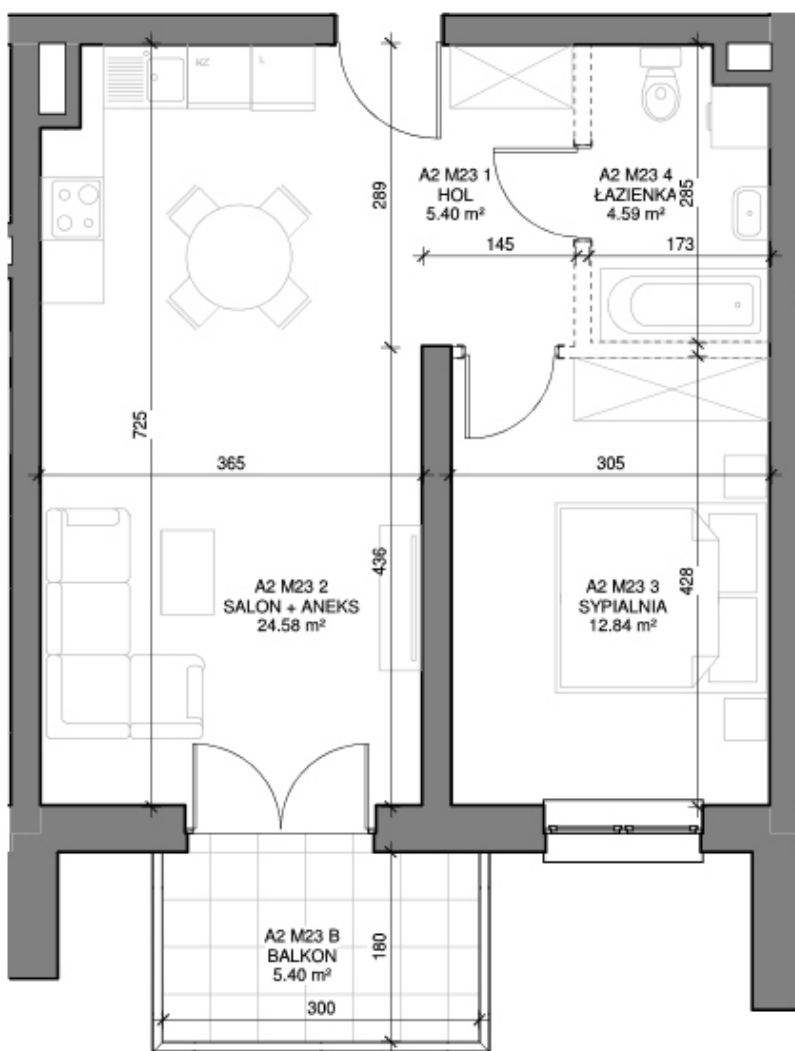 KZ
L
A2 M23 1
HOL
5.40 m²
A2 M23 4
ŁAZIENKA
4.59 m²
289
285
145
173
725
365
305
436
428
A2 M23 2
SALON + ANEKS
24.58 m²
A2 M23 3
SYPIALNIA
12.84 m²
A2 M23 B
BALKON
5.40 m²
180
300